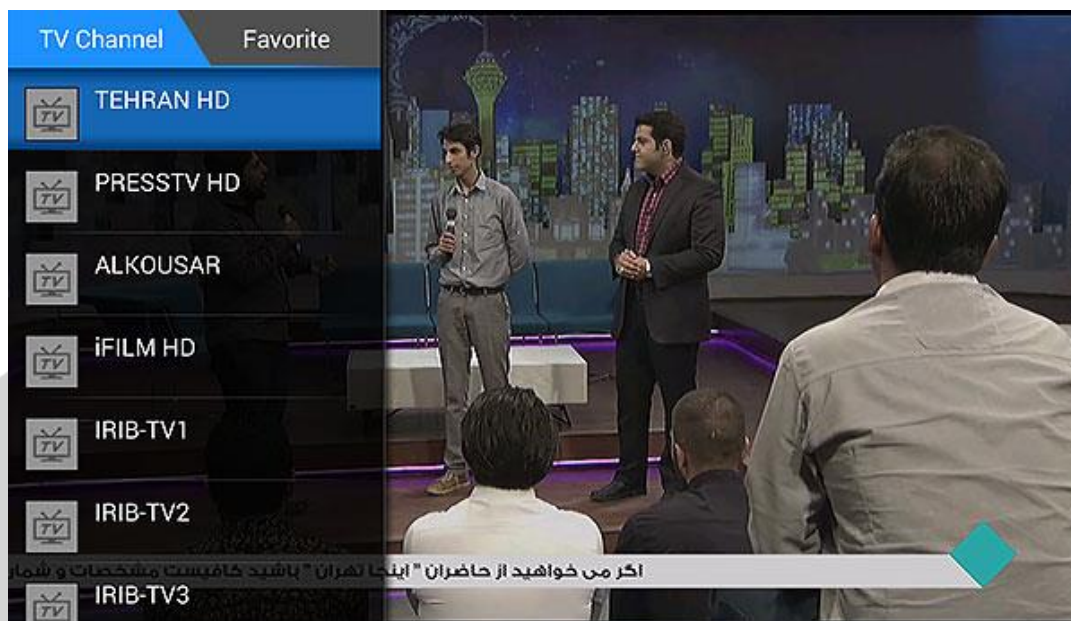 TV Channel Favorite
TEHRAN HD
PRESSTV HD
ALKOUSAR
iFILM HD
IRIB-TV1
IRIB-TV2
اگر می خواهید از حاضران " اینجا تهران " باشید کافیست مشخصات و شمار
IRIB-TV3